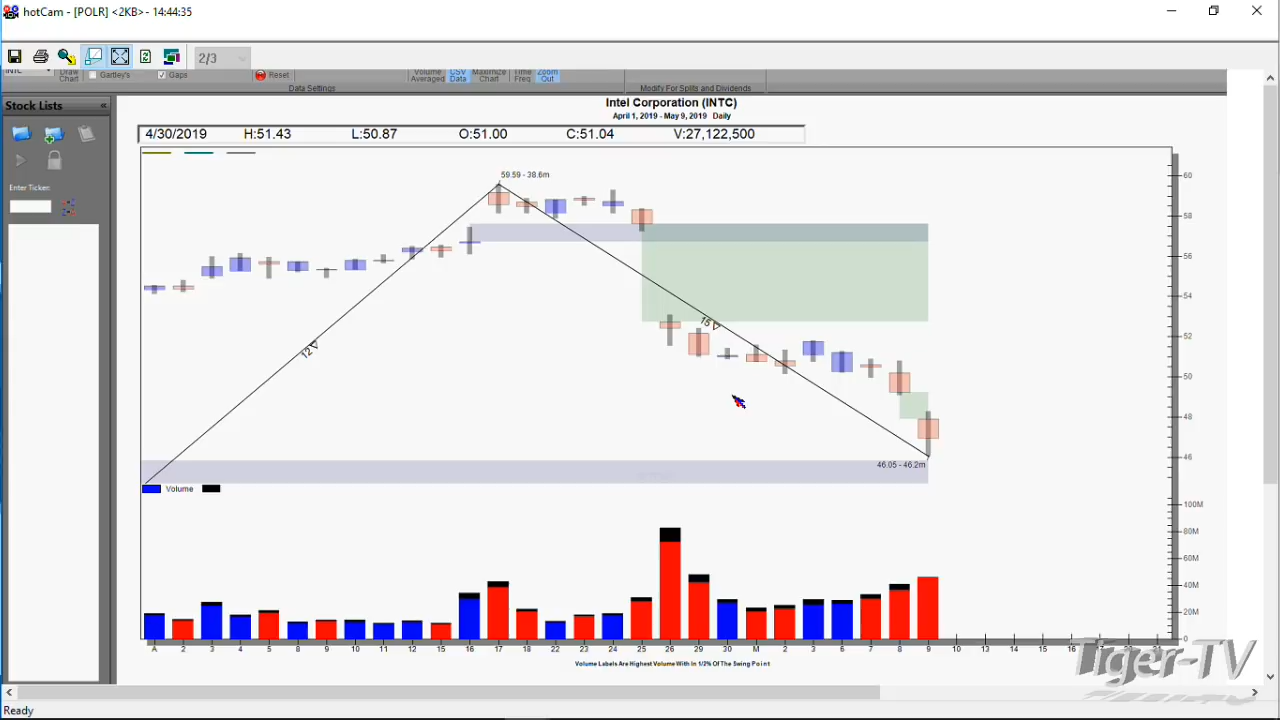 hotCam - [POLR] <2KB> - 14:44:35
2/3
INTC
Draw Chart
Gartley's
Gaps
Reset
Volume Averaged
CSV Data
Maximize Chart
Time Freq
Zoom Out
Data Settings
Modify For Splits and Dividends
Stock Lists «
Enter Ticker:
Intel Corporation (INTC)
April 1, 2019 - May 9, 2019 Daily
4/30/2019 H:51.43 L:50.87 O:51.00 C:51.04 V:27,122,500
59.59 - 38.6m
60
58
56
54
52
50
48
46
12
15
46.05 - 46.2m
Volume
100M
80M
60M
40M
20M
0
A 2 3 4 5 8 9 10 11 12 15 16 17 18 22 23 24 25 26 29 30 M 2 3 6 7 8 9 10 13 14 15 16 17 20 21
Volume Labels Are Highest Volume With In 1/2% Of The Swing Point
Tiger-TV
Ready